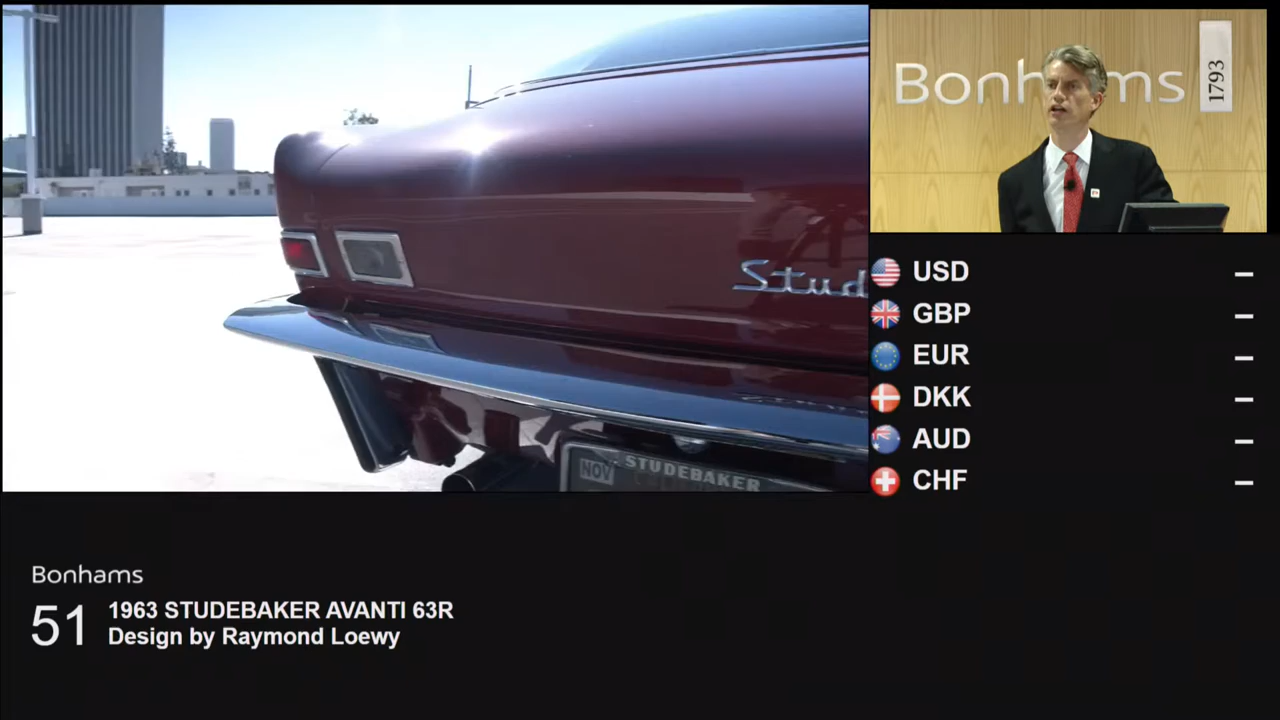 Bonhams
1793
Stud
NOV
STUDEBAKER
USD –
GBP –
EUR –
DKK –
AUD –
CHF –
Bonhams
51
1963 STUDEBAKER AVANTI 63R
Design by Raymond Loewy